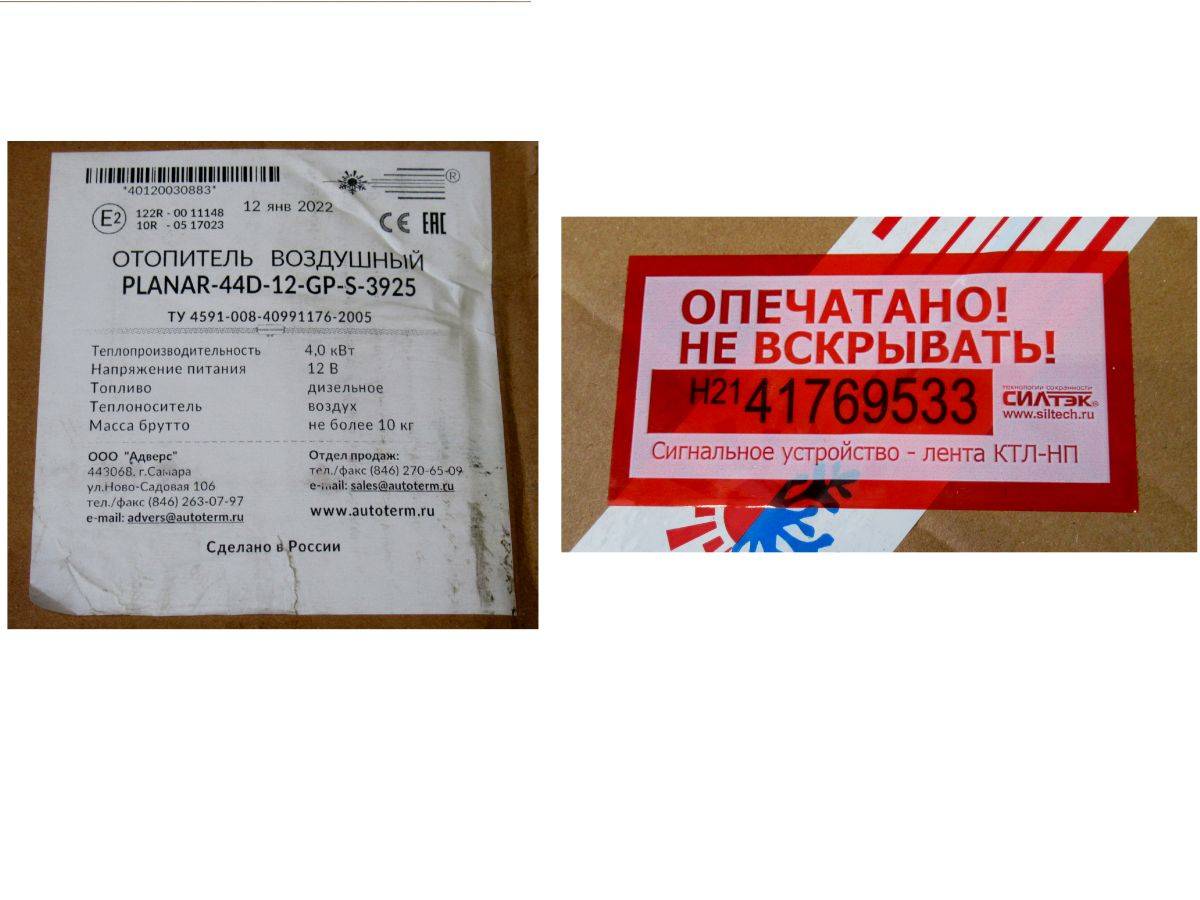 *40120030883*
®
E2
122R - 00 11148
10R - 05 17023
12 янв 2022
CE EAC
ОТОПИТЕЛЬ ВОЗДУШНЫЙ
PLANAR-44D-12-GP-S-3925
ТУ 4591-008-40991176-2005
Теплопроизводительность 4,0 кВт
Напряжение питания 12 В
Топливо дизельное
Теплоноситель воздух
Масса брутто не более 10 кг
ООО "Адверс"
443068, г.Самара
ул.Ново-Садовая 106
тел./факс (846) 263-07-97
e-mail: advers@autoterm.ru
Отдел продаж:
тел./факс (846) 270-65-09
e-mail: sales@autoterm.ru
www.autoterm.ru
Сделано в России
ОПЕЧАТАНО!
НЕ ВСКРЫВАТЬ!
Н21 41769533
технологии сохранности
СИЛТЭК®
www.siltech.ru
Сигнальное устройство - лента КТЛ-НП